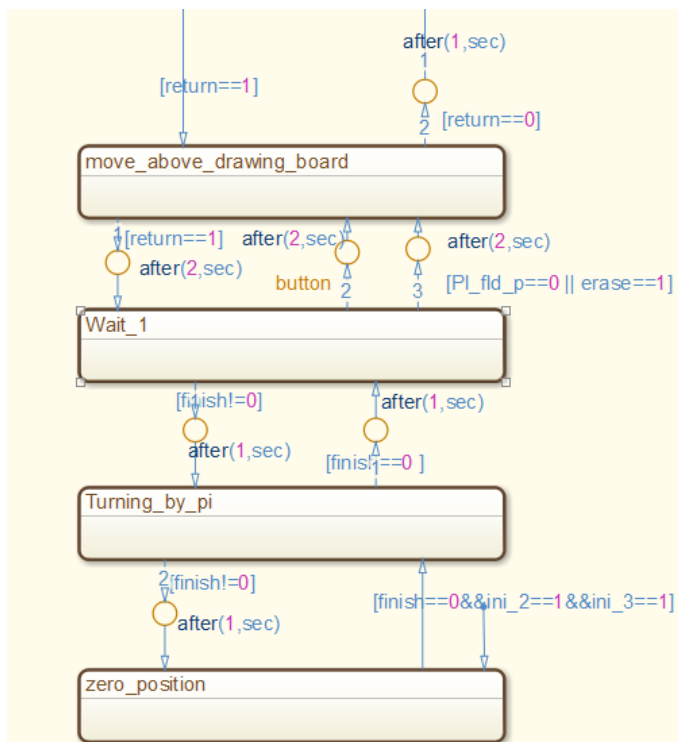 after(1,sec)
1
[return==1]
2 [return==0]
move_above_drawing_board
1 [return==1] after(2,sec) after(2,sec)
after(2,sec)
button 2 3 [Pl_fld_p==0 || erase==1]
Wait_1
[finish!=0] after(1,sec)
1
after(1,sec)
[finish==0 ]
1
Turning_by_pi
2 [finish!=0]
[finish==0&&ini_2==1&&ini_3==1]
after(1,sec)
zero_position